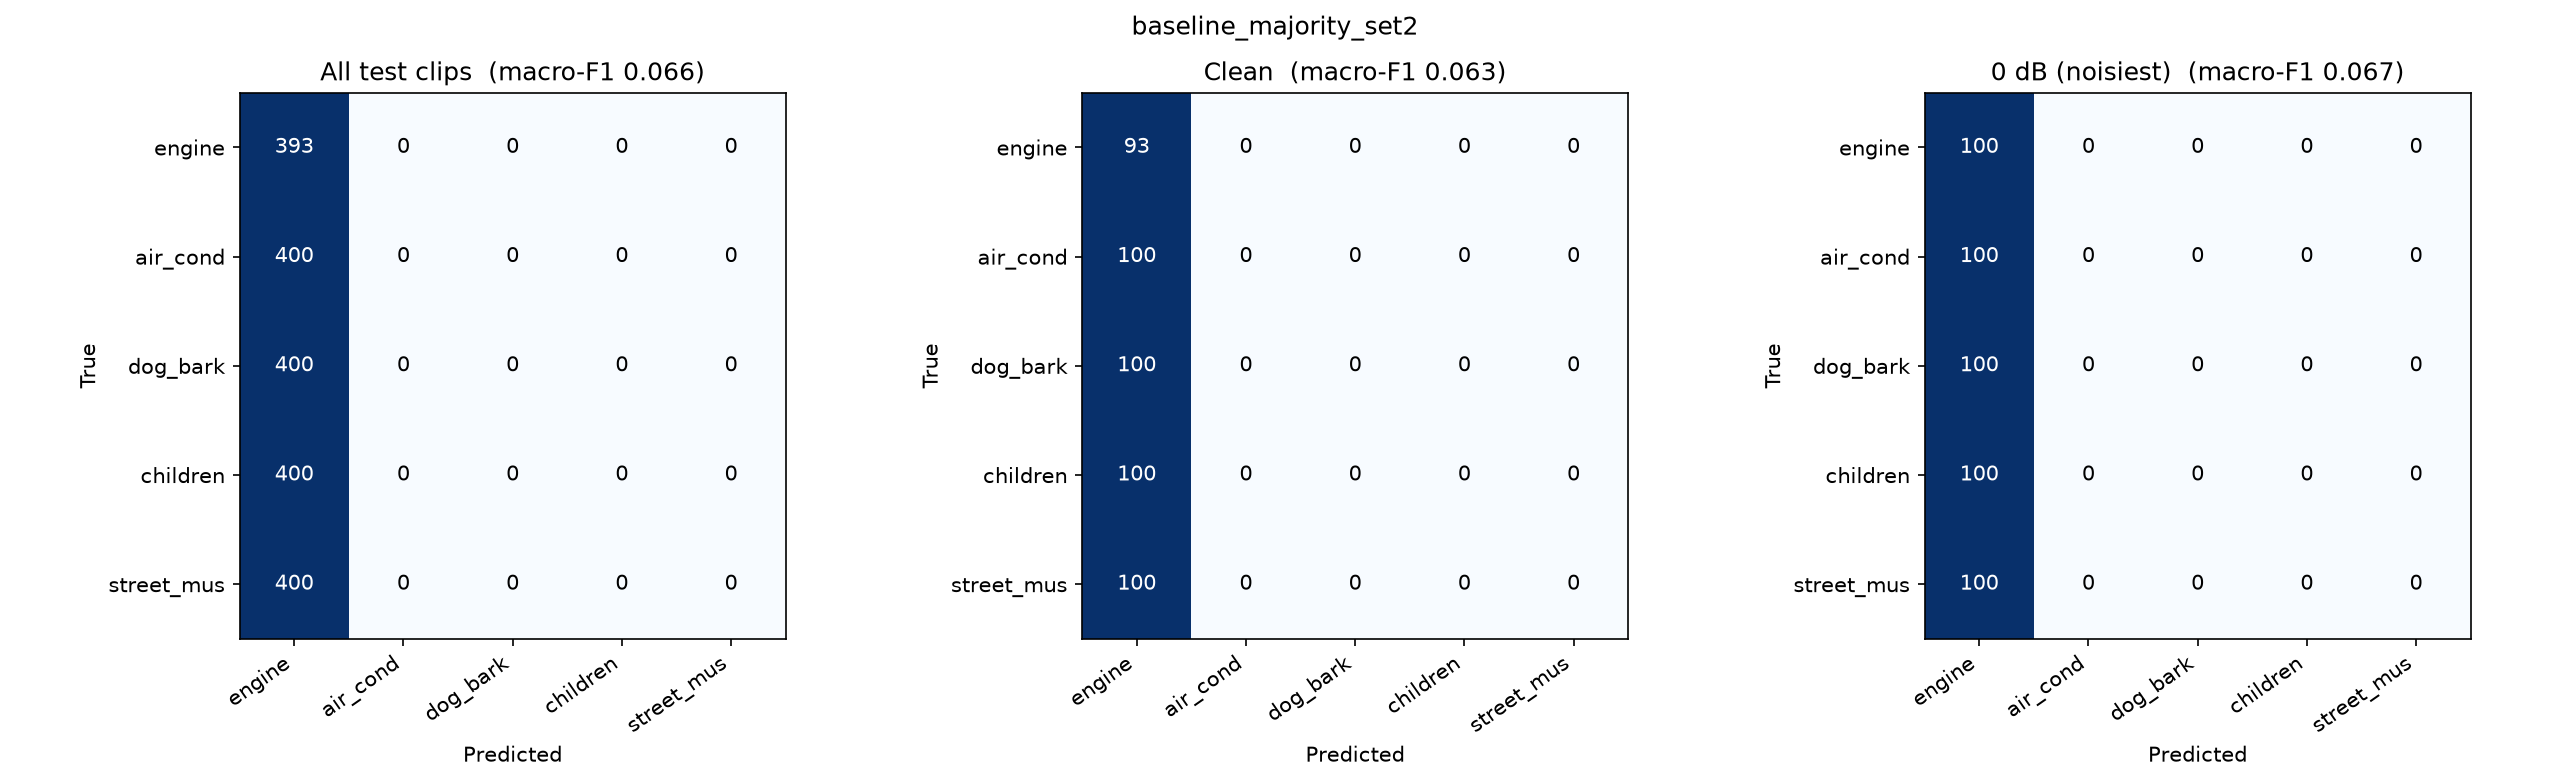 baseline_majority_set2
All test clips (macro-F1 0.066)
True
engine 393 0 0 0 0
air_cond 400 0 0 0 0
dog_bark 400 0 0 0 0
children 400 0 0 0 0
street_mus 400 0 0 0 0
engine air_cond dog_bark children street_mus
Predicted
Clean (macro-F1 0.063)
True
engine 93 0 0 0 0
air_cond 100 0 0 0 0
dog_bark 100 0 0 0 0
children 100 0 0 0 0
street_mus 100 0 0 0 0
engine air_cond dog_bark children street_mus
Predicted
0 dB (noisiest) (macro-F1 0.067)
True
engine 100 0 0 0 0
air_cond 100 0 0 0 0
dog_bark 100 0 0 0 0
children 100 0 0 0 0
street_mus 100 0 0 0 0
engine air_cond dog_bark children street_mus
Predicted